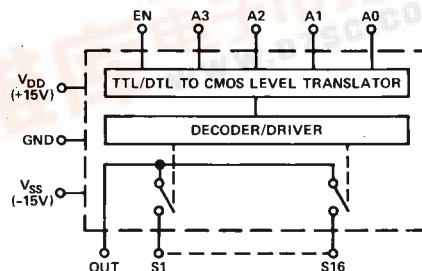 EN A3 A2 A1 A0
VDD
(+15V)
TTL/DTL TO CMOS LEVEL TRANSLATOR
DECODER/DRIVER
GND
VSS
(-15V)
OUT S1 S16